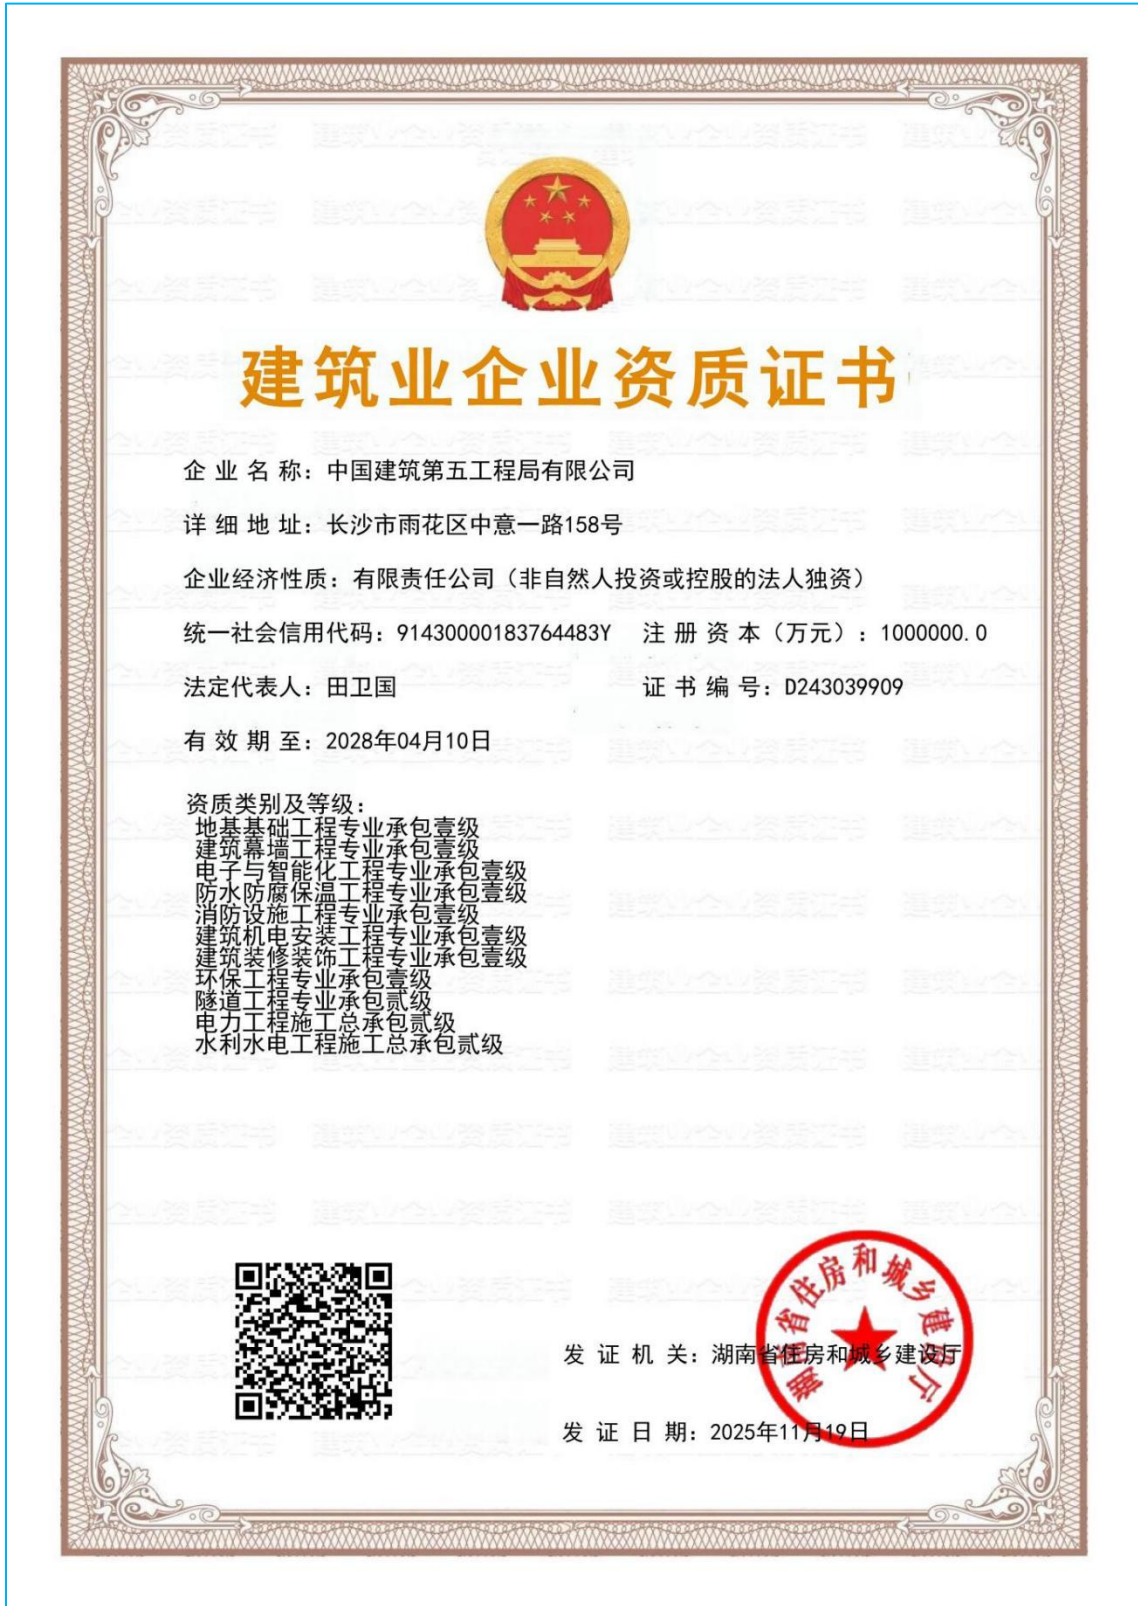 建筑业企业资质证书
企业名称：中国建筑第五工程局有限公司
详细地址：长沙市雨花区中意一路158号
企业经济性质：有限责任公司（非自然人投资或控股的法人独资）
统一社会信用代码：91430000183764483Y 注册资本（万元）：1000000.0
法定代表人：田卫国 证书编号：D243039909
有效期至：2028年04月10日
资质类别及等级：
地基基础工程专业承包壹级
建筑幕墙工程专业承包壹级
电子与智能化工程专业承包壹级
防水防腐保温工程专业承包壹级
消防设施工程专业承包壹级
建筑机电安装工程专业承包壹级
建筑装修装饰工程专业承包壹级
环保工程专业承包壹级
隧道工程专业承包贰级
电力工程施工总承包贰级
水利水电工程施工总承包贰级
湖南省住房和城乡建设厅
发证机关：湖南省住房和城乡建设厅
发证日期：2025年11月19日